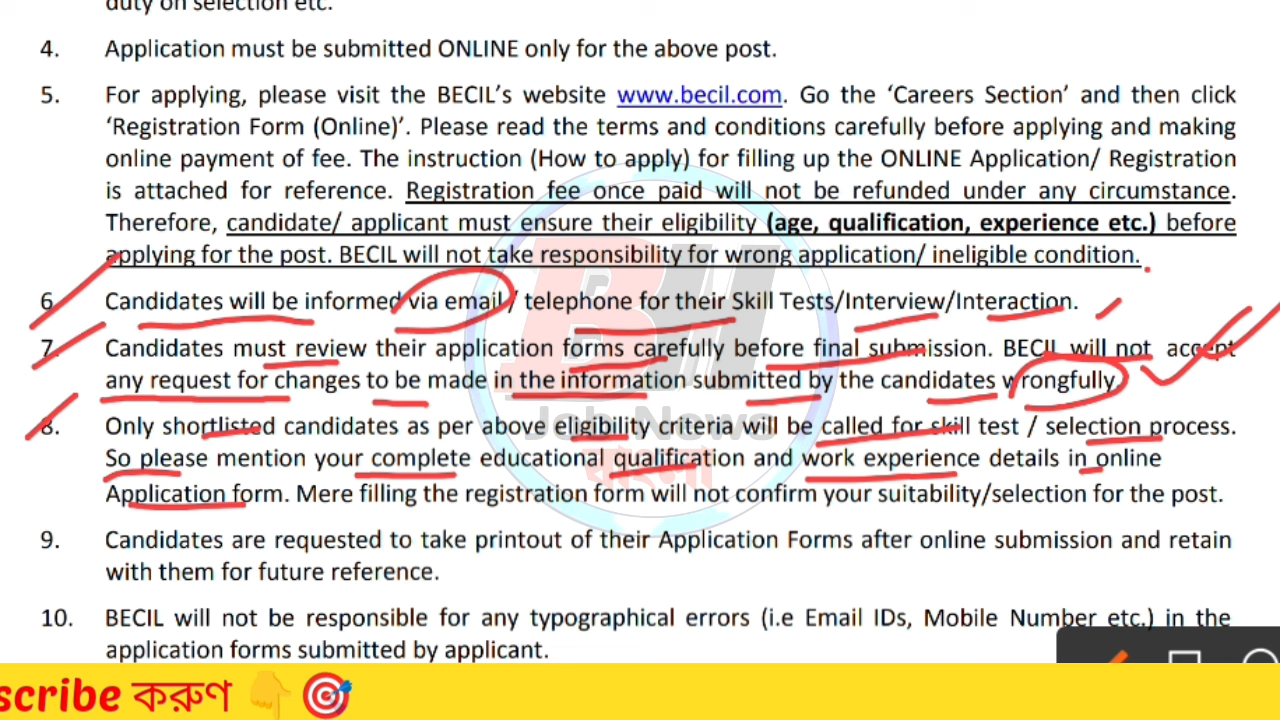 duty on selection etc.
4. Application must be submitted ONLINE only for the above post.
5. For applying, please visit the BECIL’s website www.becil.com. Go the ‘Careers Section’ and then click
‘Registration Form (Online)’. Please read the terms and conditions carefully before applying and making
online payment of fee. The instruction (How to apply) for filling up the ONLINE Application/ Registration
is attached for reference. Registration fee once paid will not be refunded under any circumstance.
Therefore, candidate/ applicant must ensure their eligibility (age, qualification, experience etc.) before
applying for the post. BECIL will not take responsibility for wrong application/ ineligible condition.
6. Candidates will be informed via email/ telephone for their Skill Tests/Interview/Interaction.
7. Candidates must review their application forms carefully before final submission. BECIL will not accept
any request for changes to be made in the information submitted by the candidates wrongfully.
Job News
8. Only shortlisted candidates as per above eligibility criteria will be called for skill test / selection process.
So please mention your complete educational qualification and work experience details in online
বাংলা
Application form. Mere filling the registration form will not confirm your suitability/selection for the post.
9. Candidates are requested to take printout of their Application Forms after online submission and retain
with them for future reference.
10. BECIL will not be responsible for any typographical errors (i.e Email IDs, Mobile Number etc.) in the
application forms submitted by applicant.
scribe করুণ